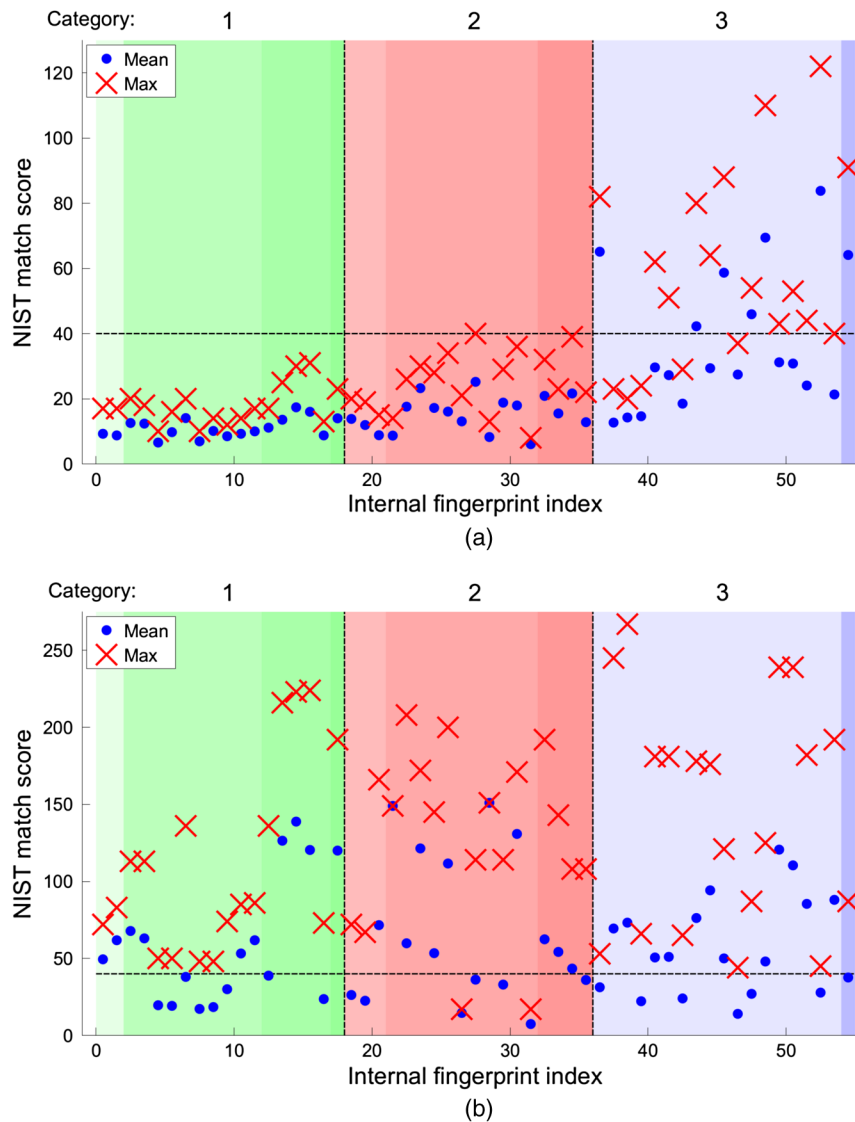 Category: 1 2 3
Mean
Max
120
100
80
60
40
20
0
NIST match score
0 10 20 30 40 50
Internal fingerprint index
(a)
Category: 1 2 3
Mean
Max
250
200
150
100
50
0
NIST match score
0 10 20 30 40 50
Internal fingerprint index
(b)